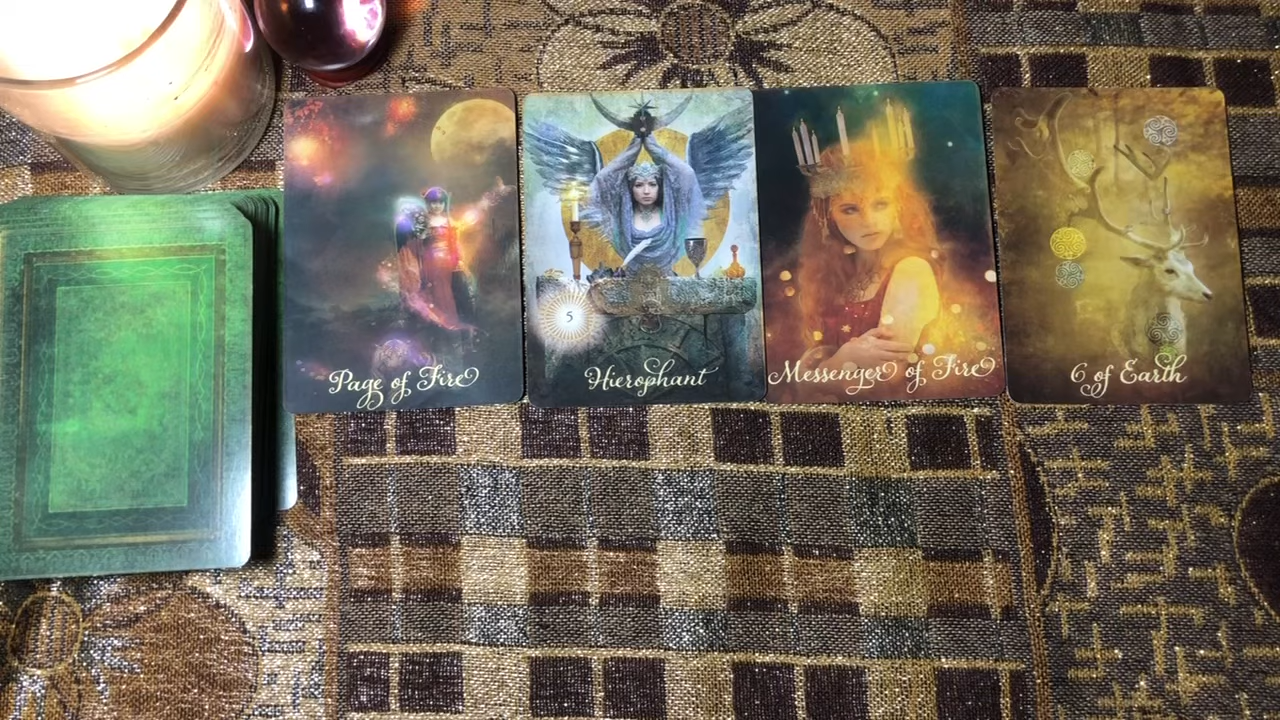 Page of Fire
5
Hierophant
Messenger of Fire
6 of Earth